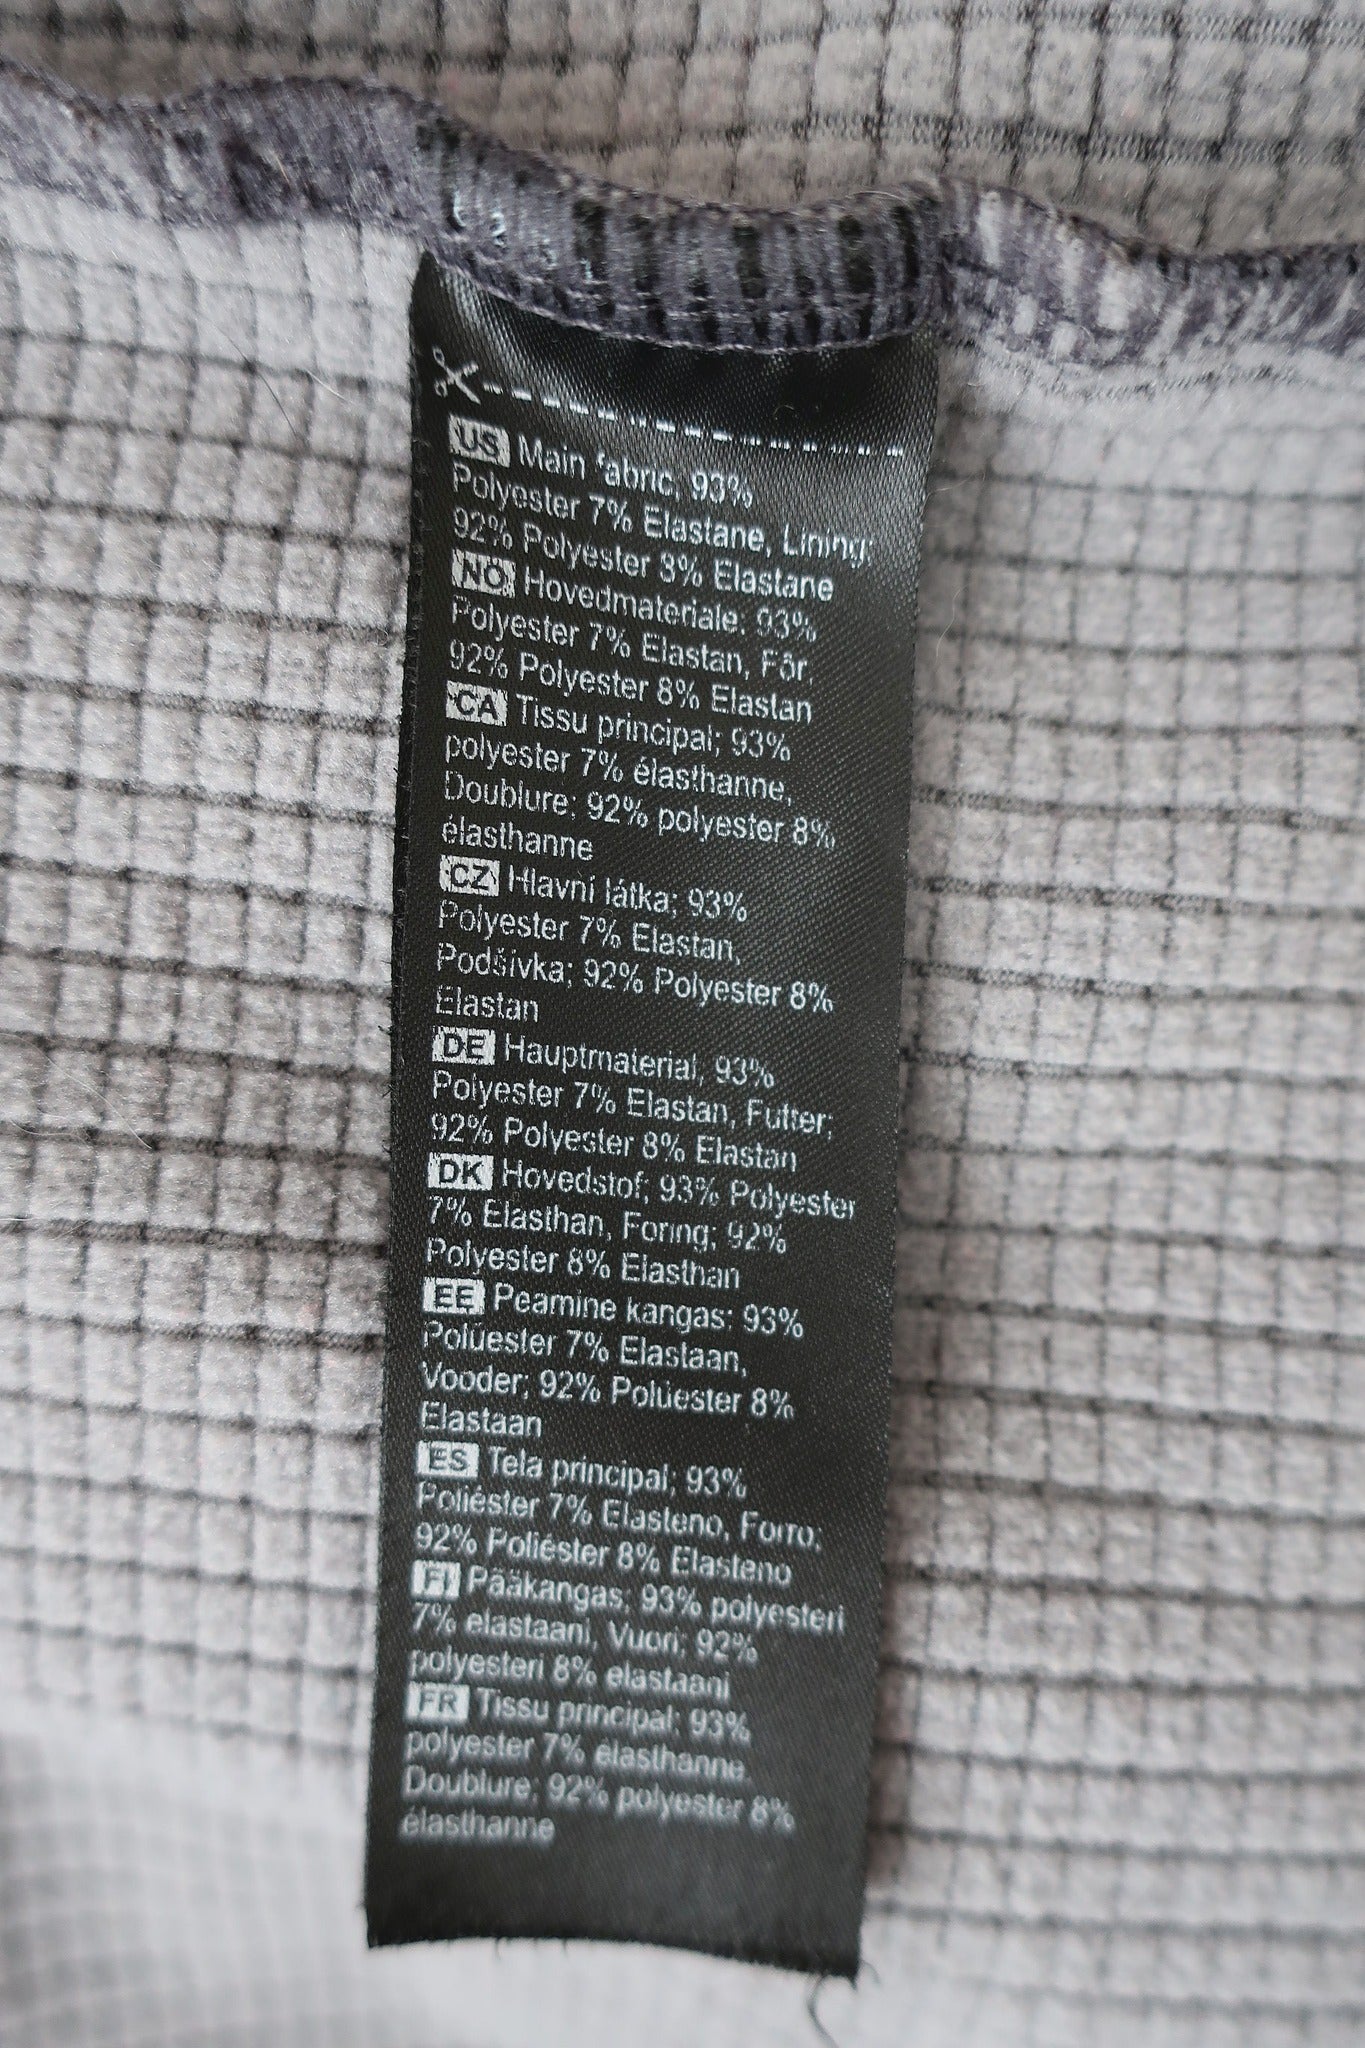 US Main fabric; 93%
Polyester 7% Elastane, Lining;
92% Polyester 8% Elastane
NO Hovedmateriale; 93%
Polyester 7% Elastan, Fôr;
92% Polyester 8% Elastan
CA Tissu principal; 93%
polyester 7% élasthanne,
Doublure; 92% polyester 8%
élasthanne
CZ Hlavní látka; 93%
Polyester 7% Elastan,
Podšívka; 92% Polyester 8%
Elastan
DE Hauptmaterial; 93%
Polyester 7% Elastan, Futter;
92% Polyester 8% Elastan
DK Hovedstof; 93% Polyester
7% Elasthan, Foring; 92%
Polyester 8% Elasthan
EE Peamine kangas; 93%
Polüester 7% Elastaan,
Vooder; 92% Polüester 8%
Elastaan
ES Tela principal; 93%
Poliéster 7% Elasteno, Forro;
92% Poliéster 8% Elasteno
FI Pääkangas; 93% polyesteri
7% elastaani, Vuori; 92%
polyesteri 8% elastaani
FR Tissu principal; 93%
polyester 7% élasthanne,
Doublure; 92% polyester 8%
élasthanne